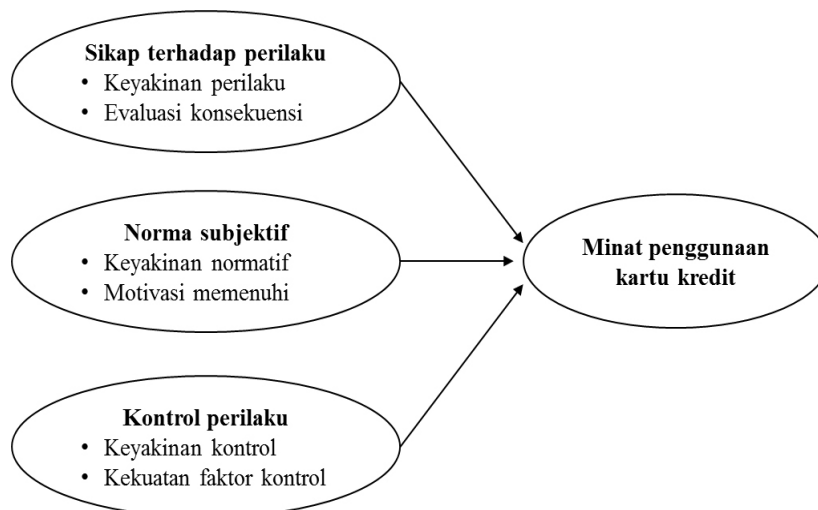 Sikap terhadap perilaku
• Keyakinan perilaku
• Evaluasi konsekuensi
Norma subjektif
• Keyakinan normatif
• Motivasi memenuhi
Minat penggunaan
kartu kredit
Kontrol perilaku
• Keyakinan kontrol
• Kekuatan faktor kontrol